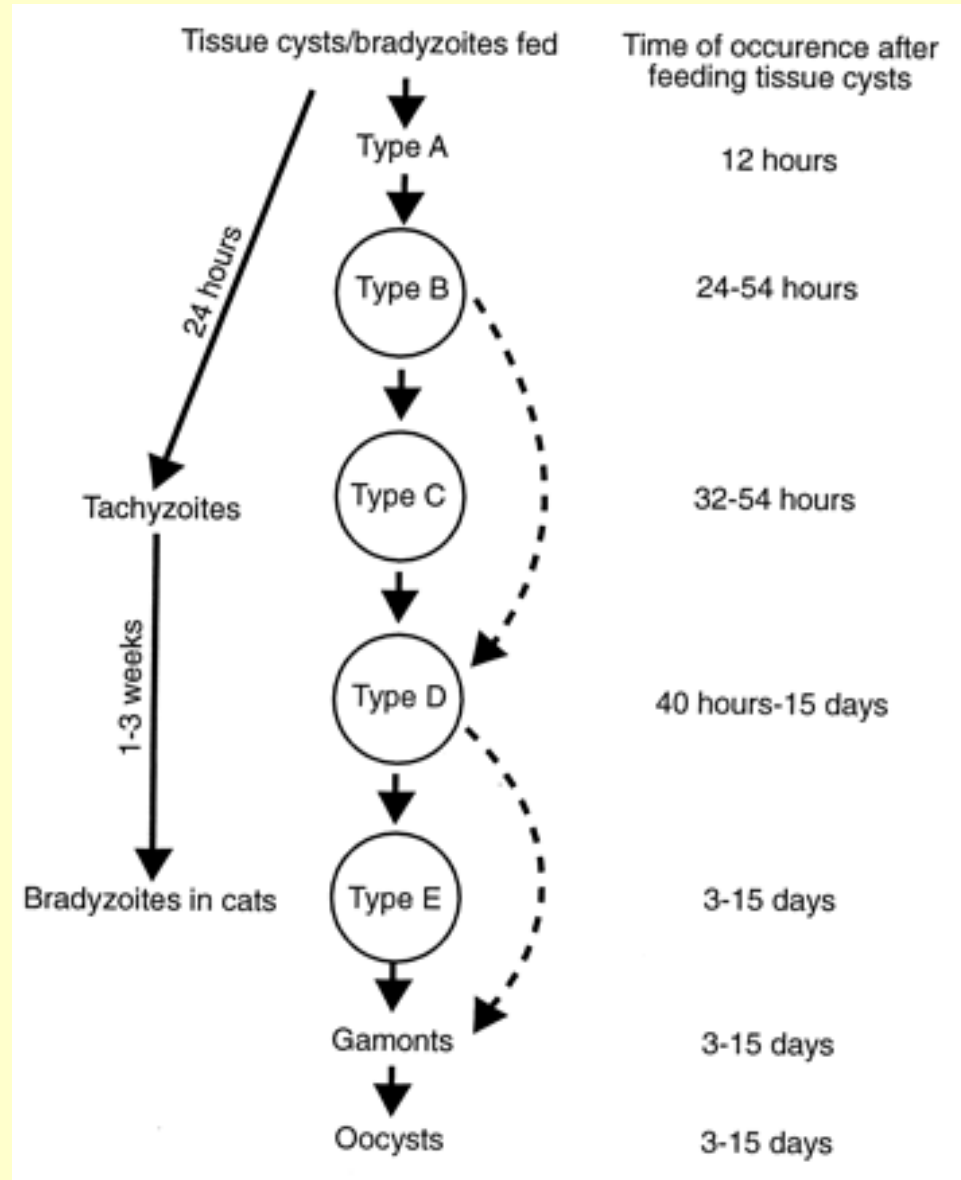 Tissue cysts/bradyzoites fed
Time of occurence after
feeding tissue cysts
Type A
12 hours
24 hours
Type B
24-54 hours
Type C
32-54 hours
Tachyzoites
1-3 weeks
Type D
40 hours-15 days
Bradyzoites in cats
Type E
3-15 days
Gamonts
3-15 days
Oocysts
3-15 days